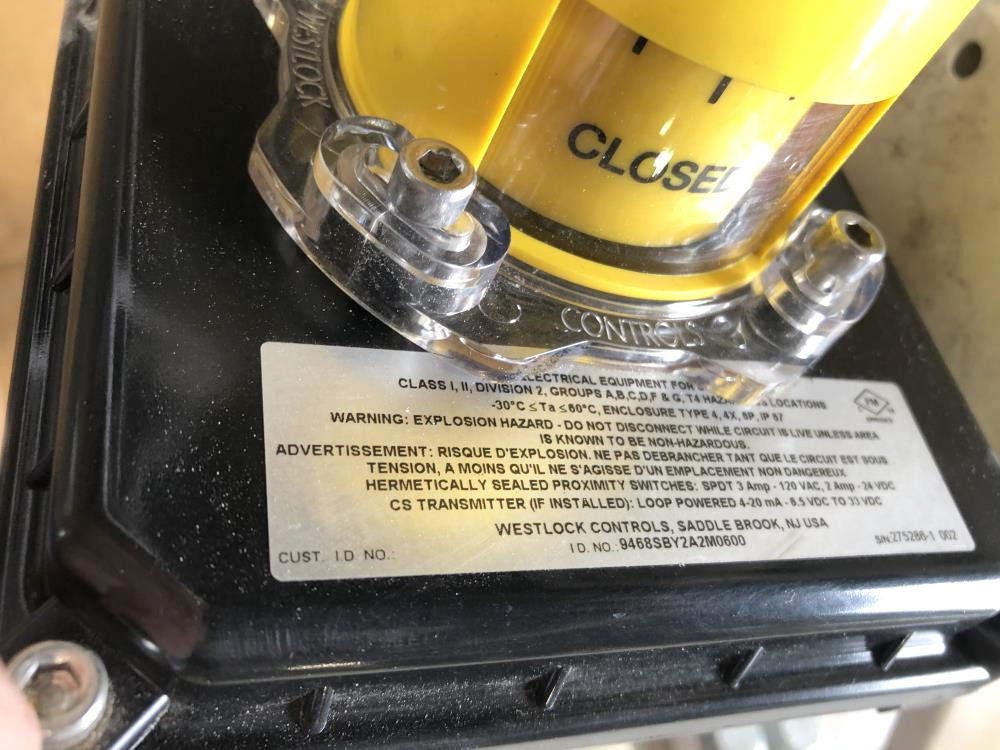 WESTLOCK
CLOSED
CONTROLS
ELECTRICAL EQUIPMENT FOR
CLASS I, II, DIVISION 2, GROUPS A,B,C,D,F & G, T4 LOCATIONS
-30°C ≤ Ta ≤ 60°C, ENCLOSURE TYPE 4, 4X, 6P, IP 67
FM
WARNING: EXPLOSION HAZARD - DO NOT DISCONNECT WHILE CIRCUIT IS LIVE UNLESS AREA
IS KNOWN TO BE NON-HAZARDOUS.
ADVERTISSEMENT: RISQUE D'EXPLOSION. NE PAS DEBRANCHER TANT QUE LE CIRCUIT EST SOUS
TENSION, A MOINS QU'IL NE S'AGISSE D'UN EMPLACEMENT NON DANGEREUX
HERMETICALLY SEALED PROXIMITY SWITCHES: SPDT 3 Amp - 120 VAC, 2 Amp - 24 VDC
CS TRANSMITTER (IF INSTALLED): LOOP POWERED 4-20 mA - 6.5 VDC TO 33 VDC
WESTLOCK CONTROLS, SADDLE BROOK, NJ USA
CUST. I.D NO.: I.D. NO.: 9468SBY2A2M0600 S/N:275286-1 002